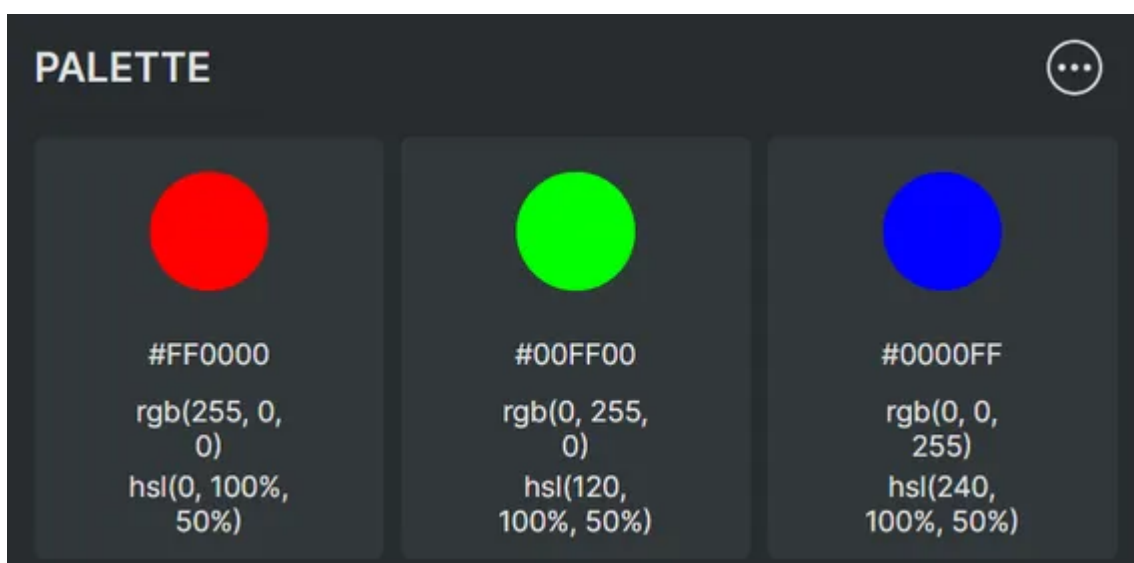 PALETTE
#FF0000
rgb(255, 0,
0)
hsl(0, 100%,
50%)
#00FF00
rgb(0, 255,
0)
hsl(120,
100%, 50%)
#0000FF
rgb(0, 0,
255)
hsl(240,
100%, 50%)